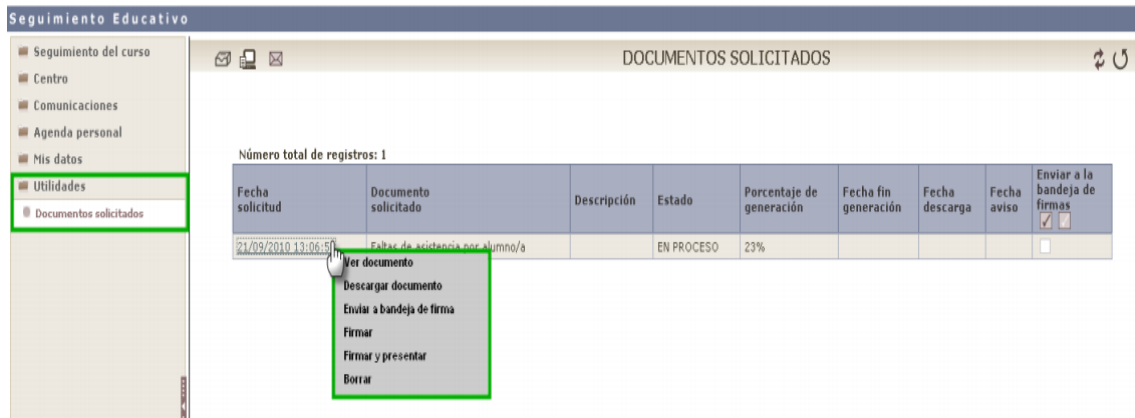 Seguimiento Educativo
Seguimiento del curso
Centro
Comunicaciones
Agenda personal
Mis datos
Utilidades
Documentos solicitados
DOCUMENTOS SOLICITADOS
Número total de registros: 1
Fecha solicitud
Documento solicitado
Descripción
Estado
Porcentaje de generación
Fecha fin generación
Fecha descarga
Fecha aviso
Enviar a la bandeja de firmas
21/09/2010 13:06:5
Faltas de asistencia por alumno/a
EN PROCESO
23%
Ver documento
Descargar documento
Enviar a bandeja de firma
Firmar
Firmar y presentar
Borrar